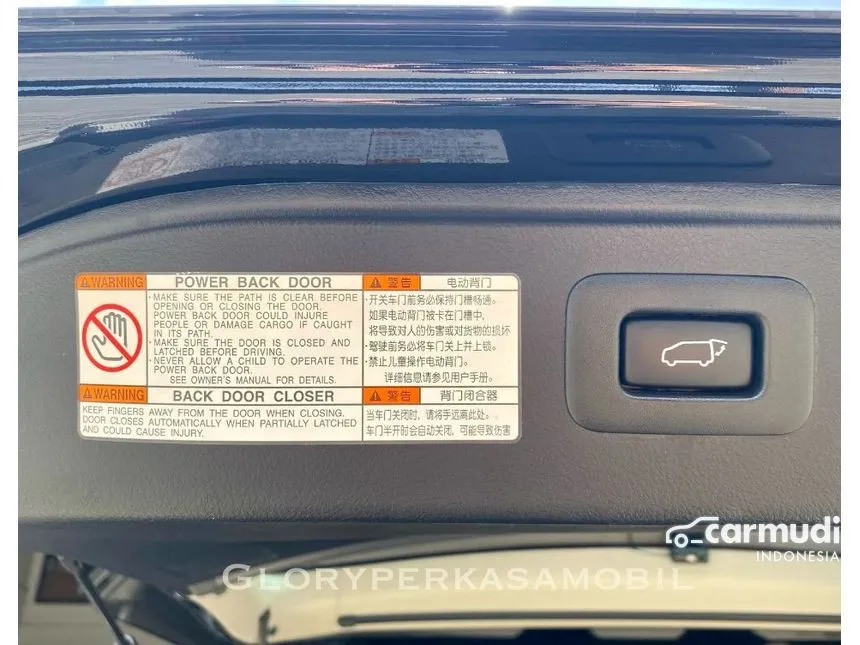 ⚠WARNING
POWER BACK DOOR
·MAKE SURE THE PATH IS CLEAR BEFORE
OPENING OR CLOSING THE DOOR.
POWER BACK DOOR COULD INJURE
PEOPLE OR DAMAGE CARGO IF CAUGHT
IN ITS PATH.
·MAKE SURE THE DOOR IS CLOSED AND
LATCHED BEFORE DRIVING.
·NEVER ALLOW A CHILD TO OPERATE THE
POWER BACK DOOR.
SEE OWNER'S MANUAL FOR DETAILS.
⚠警告
电动背门
·开关车门前务必保持门槽畅通。
如果电动背门被卡在门槽中,
将导致对人的伤害或对货物的损坏
·驾驶前务必将车门关上并上锁。
·禁止儿童操作电动背门。
详细信息请参见用户手册。
⚠WARNING
BACK DOOR CLOSER
KEEP FINGERS AWAY FROM THE DOOR WHEN CLOSING.
DOOR CLOSES AUTOMATICALLY WHEN PARTIALLY LATCHED
AND COULD CAUSE INJURY.
⚠警告
背门闭合器
当车门关闭时, 请将手远离此处。
车门半开时会自动关闭, 可能导致伤害
carmudi
INDONESIA
GLORYPERKASAMOBIL